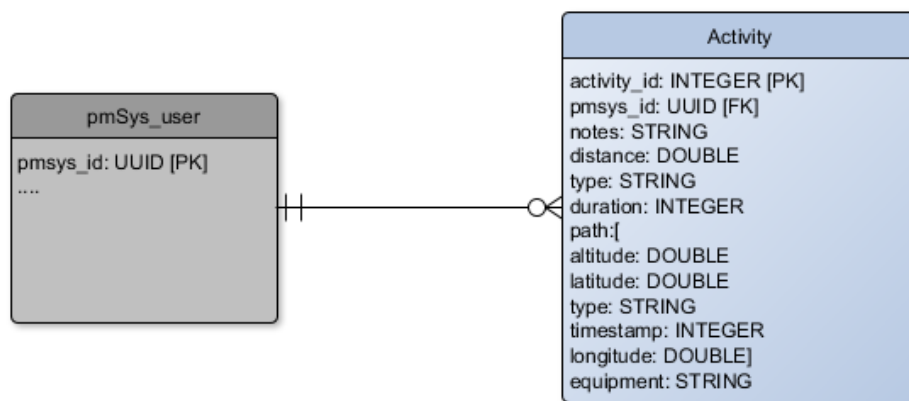 pmSys_user
pmsys_id: UUID [PK]
....
Activity
activity_id: INTEGER [PK]
pmsys_id: UUID [FK]
notes: STRING
distance: DOUBLE
type: STRING
duration: INTEGER
path:[
altitude: DOUBLE
latitude: DOUBLE
type: STRING
timestamp: INTEGER
longitude: DOUBLE]
equipment: STRING